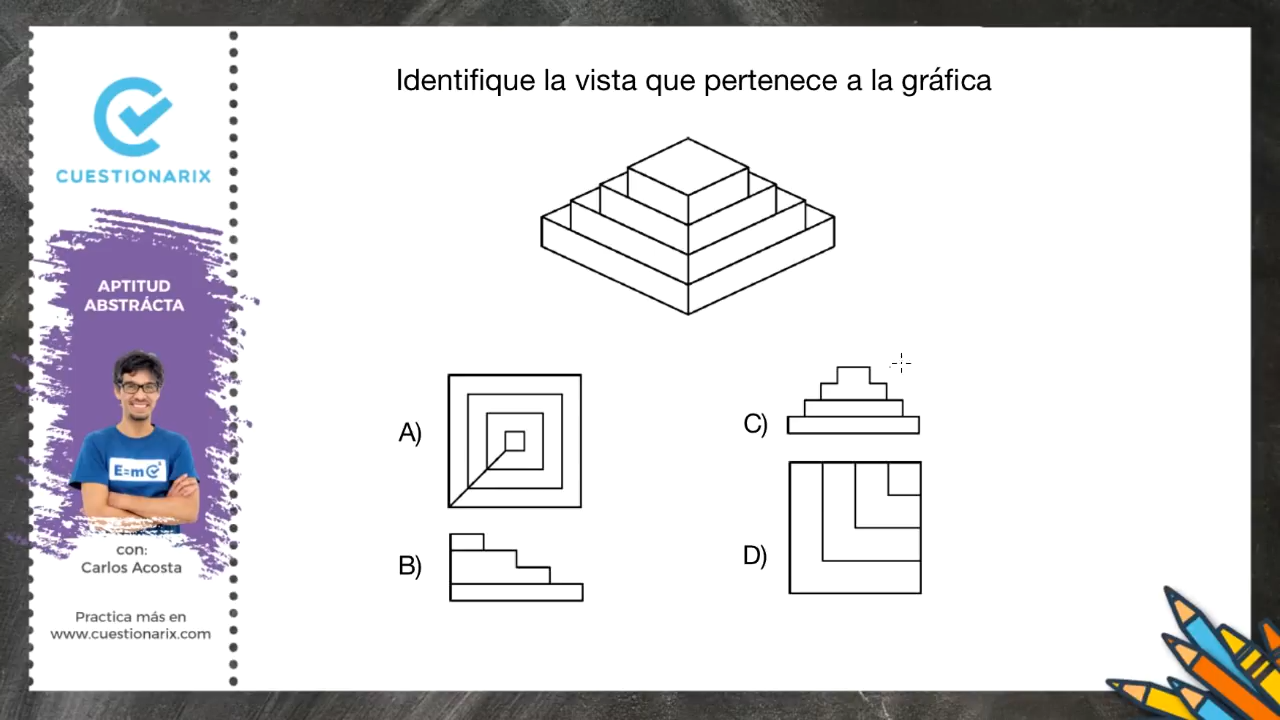 Identifique la vista que pertenece a la gráfica
CUESTIONARIX
APTITUD
ABSTRÁCTA
E=mC²
con:
Carlos Acosta
Practica más en
www.cuestionarix.com
A)
B)
C)
D)